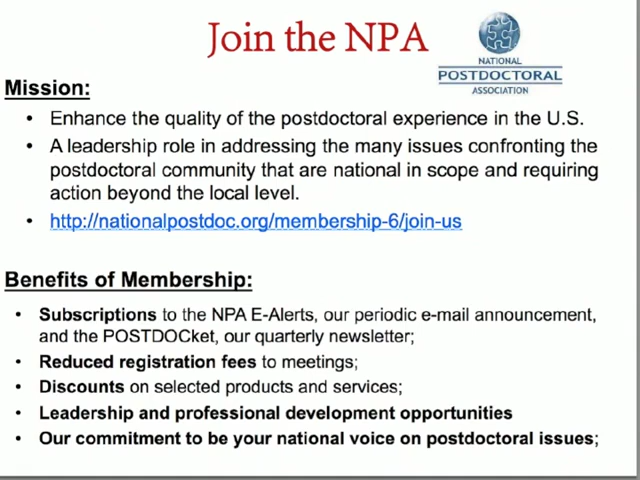 Join the NPA
NATIONAL
POSTDOCTORAL
ASSOCIATION
Mission:
• Enhance the quality of the postdoctoral experience in the U.S.
• A leadership role in addressing the many issues confronting the
postdoctoral community that are national in scope and requiring
action beyond the local level.
• http://nationalpostdoc.org/membership-6/join-us
Benefits of Membership:
• Subscriptions to the NPA E-Alerts, our periodic e-mail announcement,
and the POSTDOCket, our quarterly newsletter;
• Reduced registration fees to meetings;
• Discounts on selected products and services;
• Leadership and professional development opportunities
• Our commitment to be your national voice on postdoctoral issues;